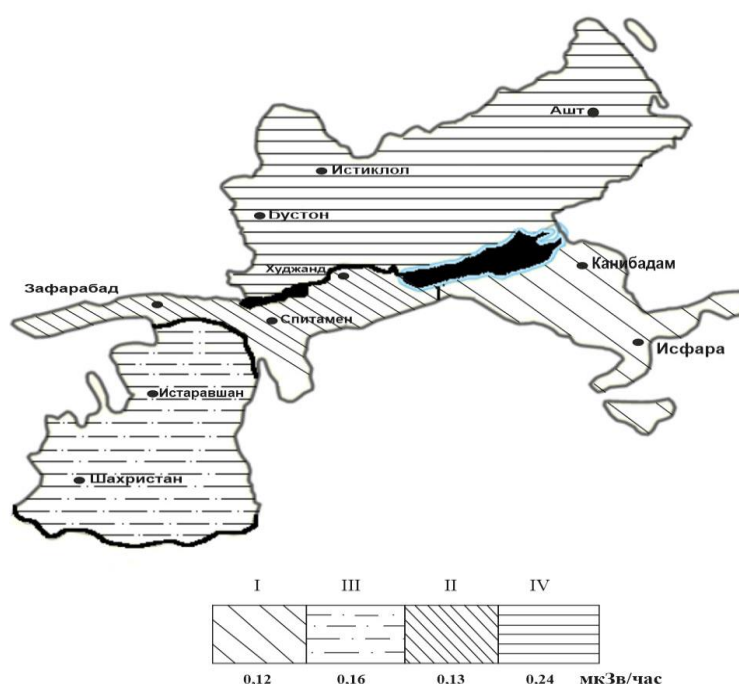 Ашт
Истиклол
Бустон
Худжанд
Канибадам
Зафарабад
Спитамен
Исфара
Истаравшан
Шахристан
I
I III II IV
0,12 0,16 0,13 0,24 мкЗв/час